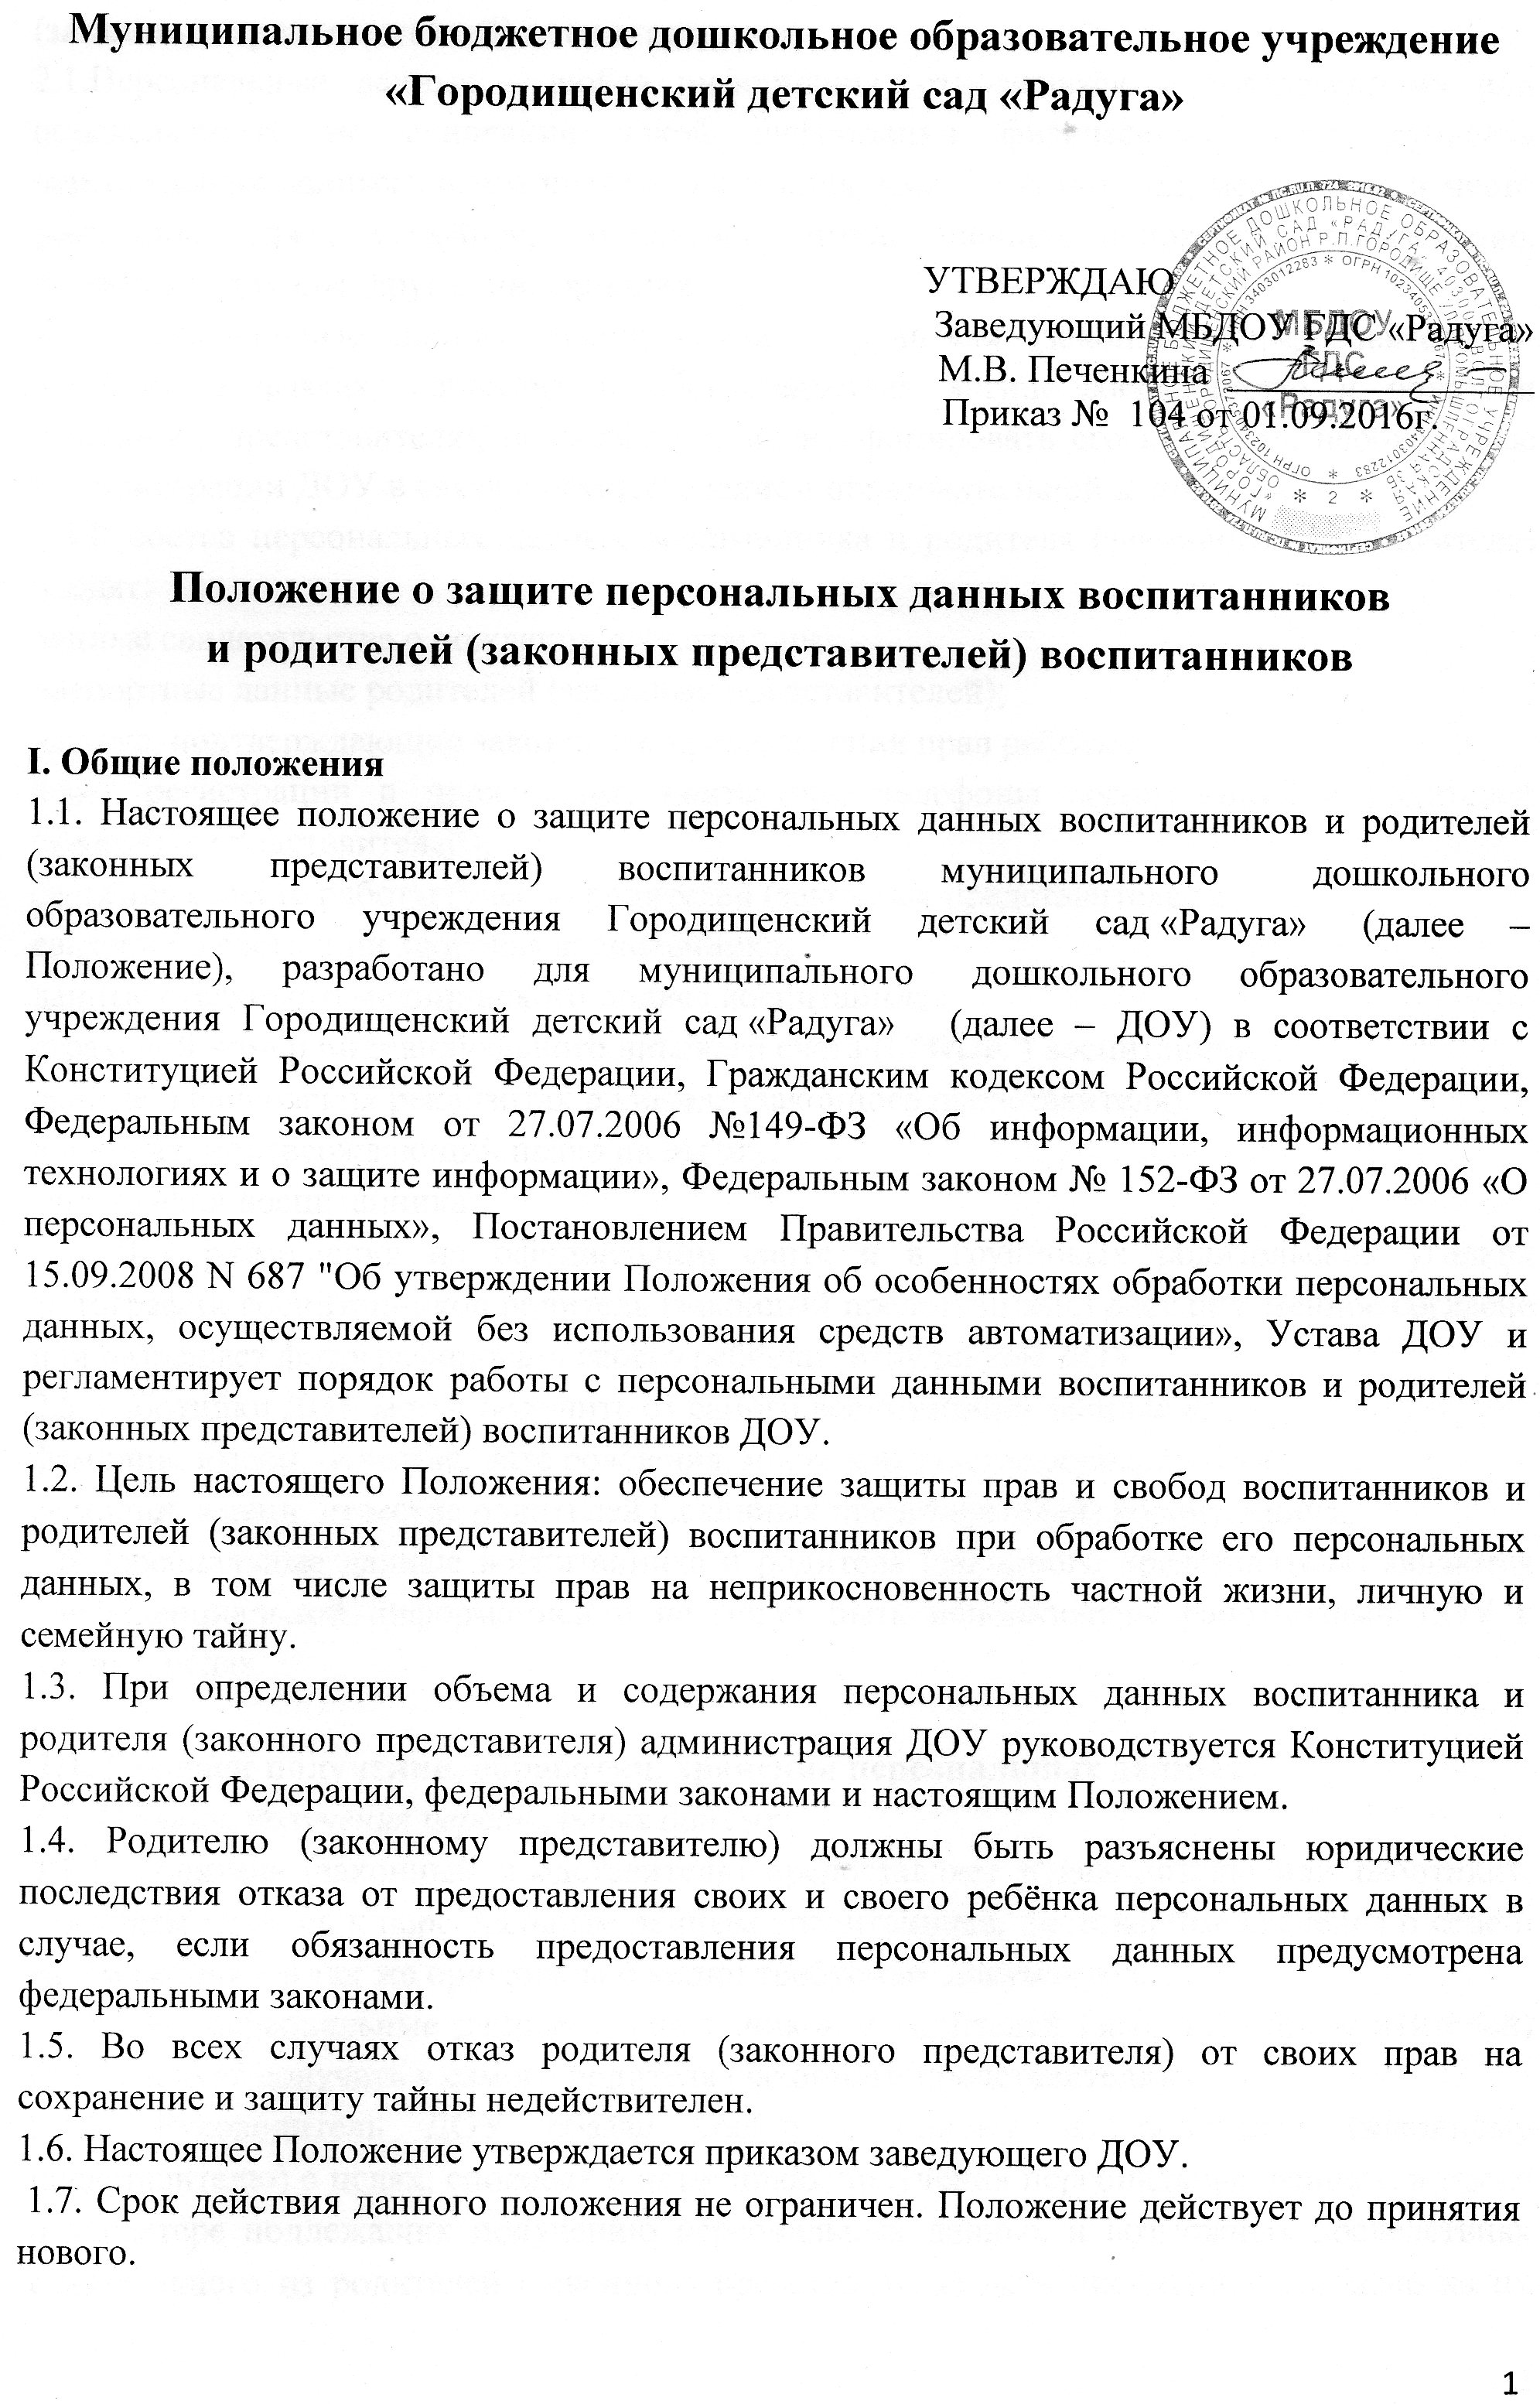 Муниципальное бюджетное дошкольное образовательное учреждение
«Городищенский детский сад «Радуга»
УТВЕРЖДАЮ
Заведующий МБДОУ ГДС «Радуга»
М.В. Печенкина
Приказ № 104 от 01.09.2016г.
МБДОУ
ГДС
«Радуга»
Положение о защите персональных данных воспитанников
и родителей (законных представителей) воспитанников
I. Общие положения
1.1. Настоящее положение о защите персональных данных воспитанников и родителей
(законных представителей) воспитанников муниципального дошкольного
образовательного учреждения Городищенский детский сад «Радуга» (далее –
Положение), разработано для муниципального дошкольного образовательного
учреждения Городищенский детский сад «Радуга» (далее – ДОУ) в соответствии с
Конституцией Российской Федерации, Гражданским кодексом Российской Федерации,
Федеральным законом от 27.07.2006 №149-ФЗ «Об информации, информационных
технологиях и о защите информации», Федеральным законом № 152-ФЗ от 27.07.2006 «О
персональных данных», Постановлением Правительства Российской Федерации от
15.09.2008 N 687 "Об утверждении Положения об особенностях обработки персональных
данных, осуществляемой без использования средств автоматизации», Устава ДОУ и
регламентирует порядок работы с персональными данными воспитанников и родителей
(законных представителей) воспитанников ДОУ.
1.2. Цель настоящего Положения: обеспечение защиты прав и свобод воспитанников и
родителей (законных представителей) воспитанников при обработке его персональных
данных, в том числе защиты прав на неприкосновенность частной жизни, личную и
семейную тайну.
1.3. При определении объема и содержания персональных данных воспитанника и
родителя (законного представителя) администрация ДОУ руководствуется Конституцией
Российской Федерации, федеральными законами и настоящим Положением.
1.4. Родителю (законному представителю) должны быть разъяснены юридические
последствия отказа от предоставления своих и своего ребёнка персональных данных в
случае, если обязанность предоставления персональных данных предусмотрена
федеральными законами.
1.5. Во всех случаях отказ родителя (законного представителя) от своих прав на
сохранение и защиту тайны недействителен.
1.6. Настоящее Положение утверждается приказом заведующего ДОУ.
1.7. Срок действия данного положения не ограничен. Положение действует до принятия
нового.
1